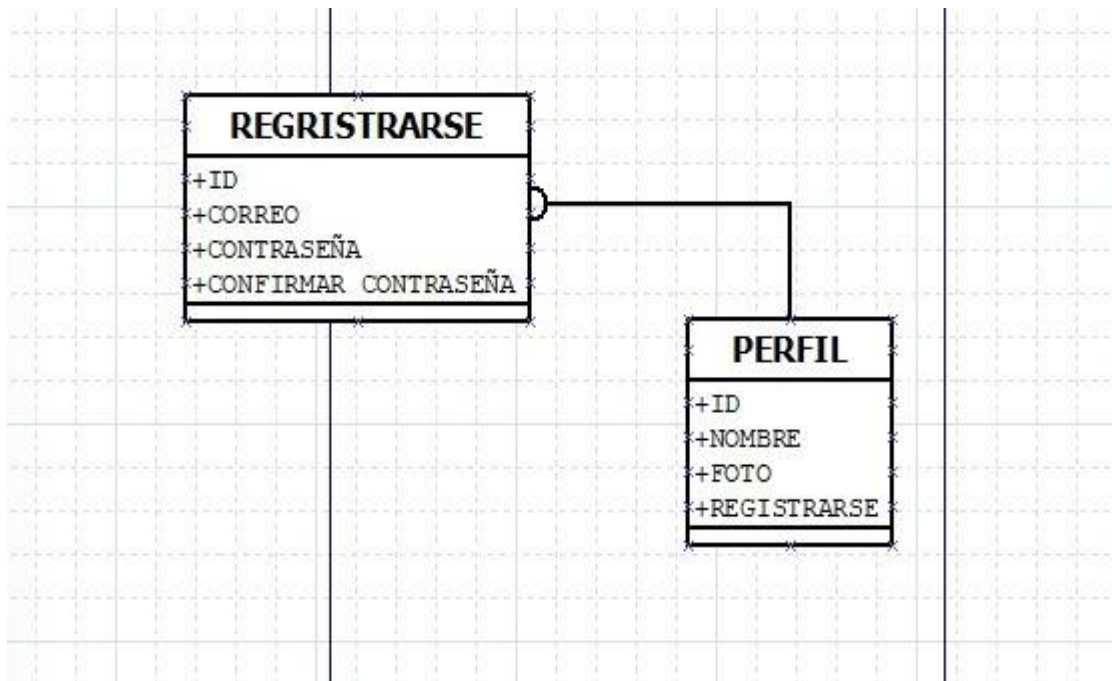 REGRISTRARSE
+ID
+CORREO
+CONTRASEÑA
+CONFIRMAR CONTRASEÑA
PERFIL
+ID
+NOMBRE
+FOTO
+REGISTRARSE